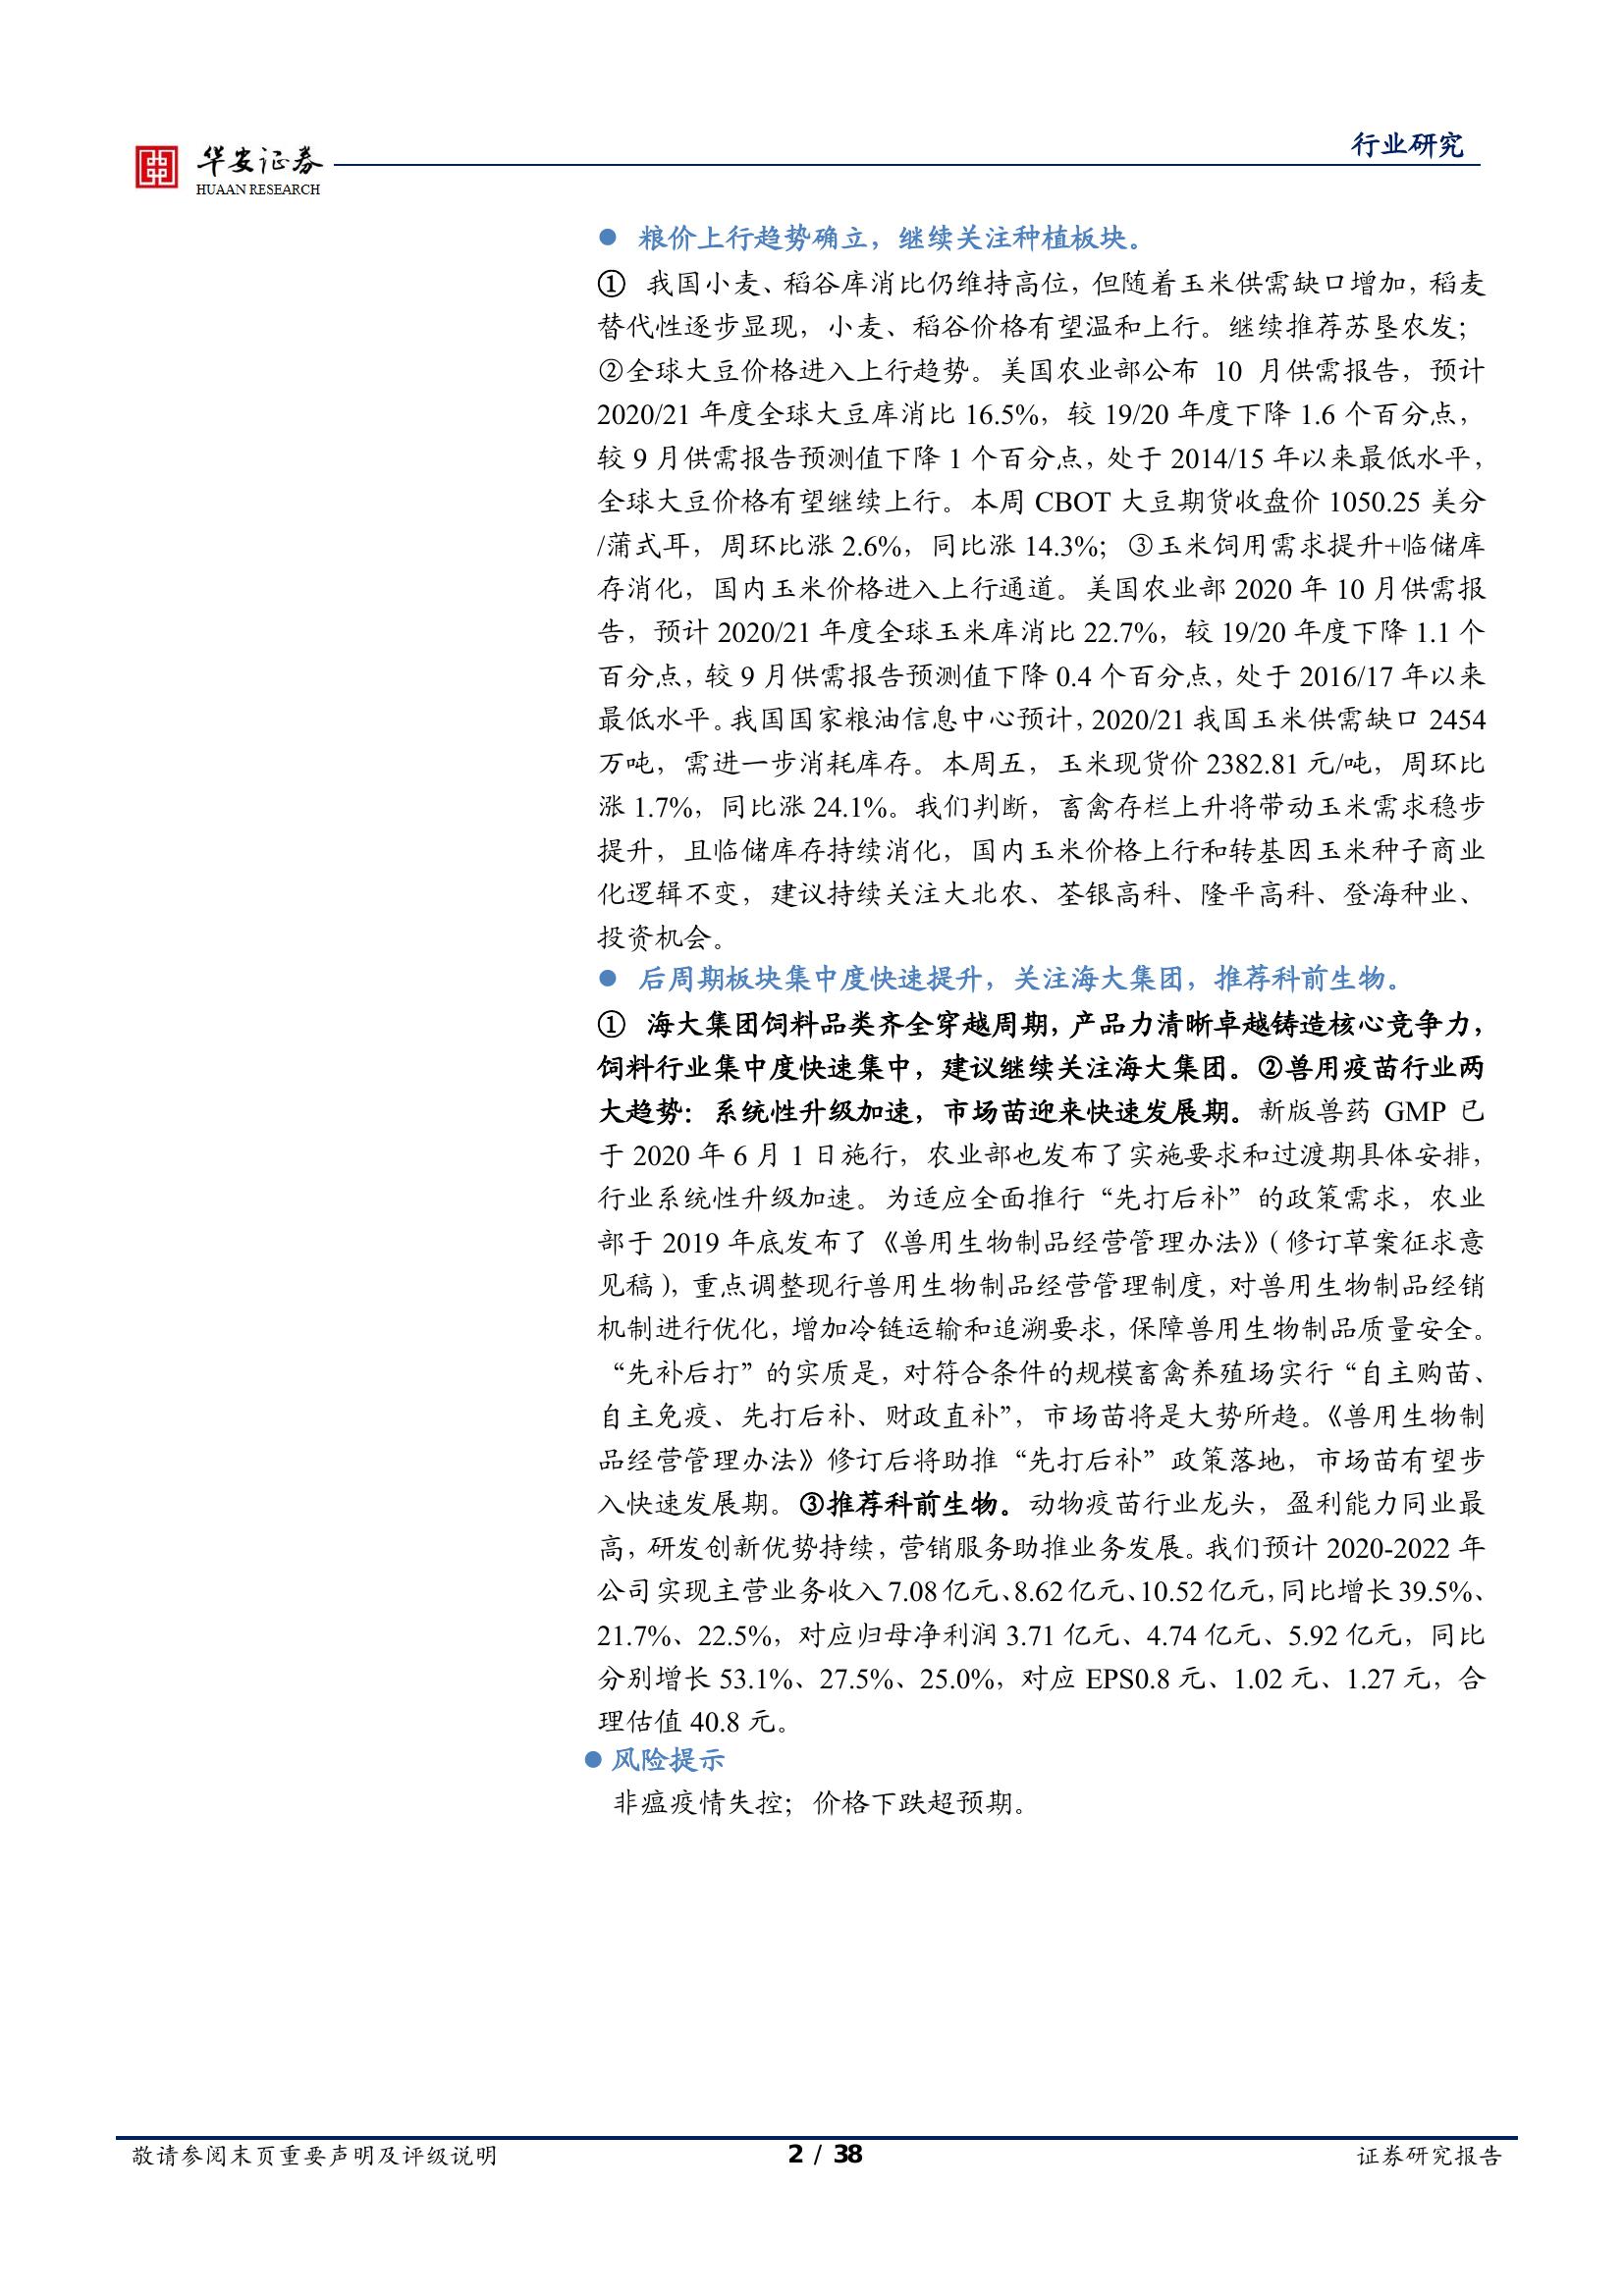 行业研究
华安证券
HUAAN RESEARCH
● 粮价上行趋势确立，继续关注种植板块。
① 我国小麦、稻谷库消比仍维持高位，但随着玉米供需缺口增加，稻麦
替代性逐步显现，小麦、稻谷价格有望温和上行。继续推荐苏垦农发；
②全球大豆价格进入上行趋势。美国农业部公布 10 月供需报告，预计
2020/21 年度全球大豆库消比 16.5%，较 19/20 年度下降 1.6 个百分点，
较 9 月供需报告预测值下降 1 个百分点，处于 2014/15 年以来最低水平，
全球大豆价格有望继续上行。本周 CBOT 大豆期货收盘价 1050.25 美分
/蒲式耳，周环比涨 2.6%，同比涨 14.3%；③玉米饲用需求提升+临储库
存消化，国内玉米价格进入上行通道。美国农业部 2020 年 10 月供需报
告，预计 2020/21 年度全球玉米库消比 22.7%，较 19/20 年度下降 1.1 个
百分点，较 9 月供需报告预测值下降 0.4 个百分点，处于 2016/17 年以来
最低水平。我国国家粮油信息中心预计，2020/21 我国玉米供需缺口 2454
万吨，需进一步消耗库存。本周五，玉米现货价 2382.81 元/吨，周环比
涨 1.7%，同比涨 24.1%。我们判断，畜禽存栏上升将带动玉米需求稳步
提升，且临储库存持续消化，国内玉米价格上行和转基因玉米种子商业
化逻辑不变，建议持续关注大北农、荃银高科、隆平高科、登海种业、
投资机会。
● 后周期板块集中度快速提升，关注海大集团，推荐科前生物。
① 海大集团饲料品类齐全穿越周期，产品力清晰卓越铸造核心竞争力，
饲料行业集中度快速集中，建议继续关注海大集团。②兽用疫苗行业两
大趋势：系统性升级加速，市场苗迎来快速发展期。新版兽药 GMP 已
于 2020 年 6 月 1 日施行，农业部也发布了实施要求和过渡期具体安排，
行业系统性升级加速。为适应全面推行“先打后补”的政策需求，农业
部于 2019 年底发布了《兽用生物制品经营管理办法》（修订草案征求意
见稿），重点调整现行兽用生物制品经营管理制度，对兽用生物制品经销
机制进行优化，增加冷链运输和追溯要求，保障兽用生物制品质量安全。
“先补后打”的实质是，对符合条件的规模畜禽养殖场实行“自主购苗、
自主免疫、先打后补、财政直补”，市场苗将是大势所趋。《兽用生物制
品经营管理办法》修订后将助推“先打后补”政策落地，市场苗有望步
入快速发展期。③推荐科前生物。动物疫苗行业龙头，盈利能力同业最
高，研发创新优势持续，营销服务助推业务发展。我们预计 2020-2022 年
公司实现主营业务收入 7.08 亿元、8.62 亿元、10.52 亿元，同比增长 39.5%、
21.7%、22.5%，对应归母净利润 3.71 亿元、4.74 亿元、5.92 亿元，同比
分别增长 53.1%、27.5%、25.0%，对应 EPS0.8 元、1.02 元、1.27 元，合
理估值 40.8 元。
● 风险提示
非瘟疫情失控；价格下跌超预期。
敬请参阅末页重要声明及评级说明
2 / 38
证券研究报告